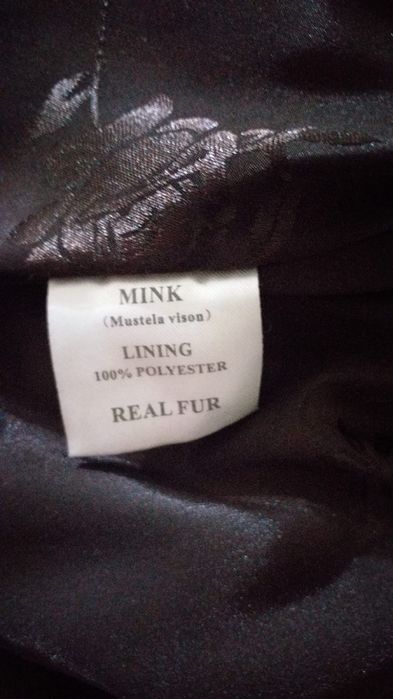 MINK
(Mustela vison)
LINING
100% POLYESTER
REAL FUR